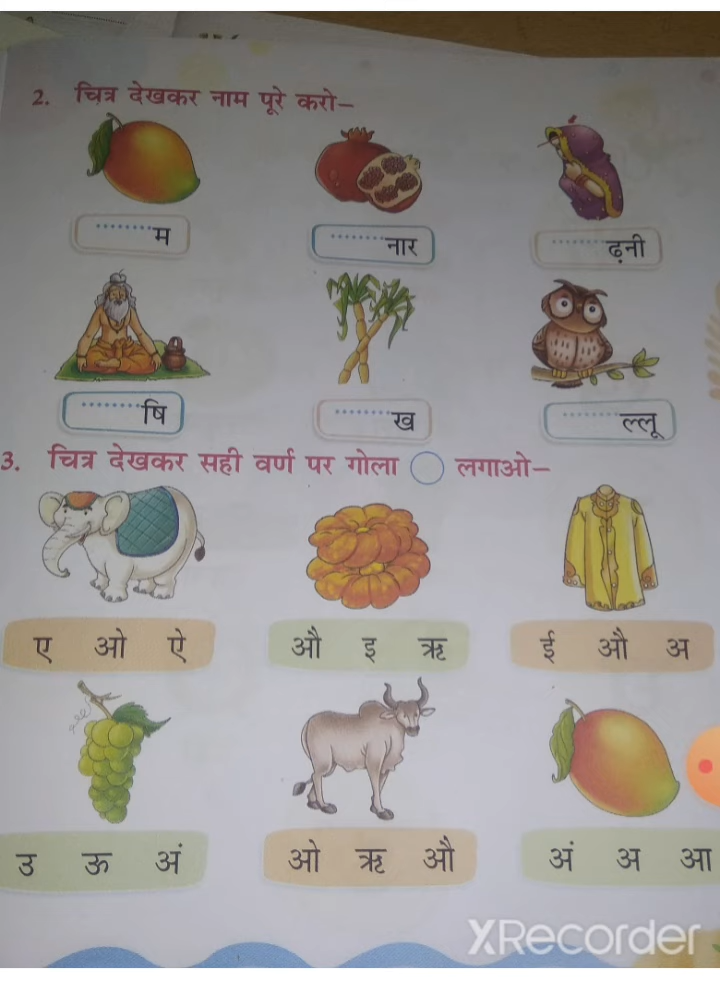 2. चित्र देखकर नाम पूरे करो–
........म ........नार ........ढ़नी
........षि ........ख ........ल्लू
3. चित्र देखकर सही वर्ण पर गोला ◯ लगाओ–
ए ओ ऐ औ इ ऋ ई औ अ
उ ऊ अं ओ ऋ औ अं अ आ
XRecorder